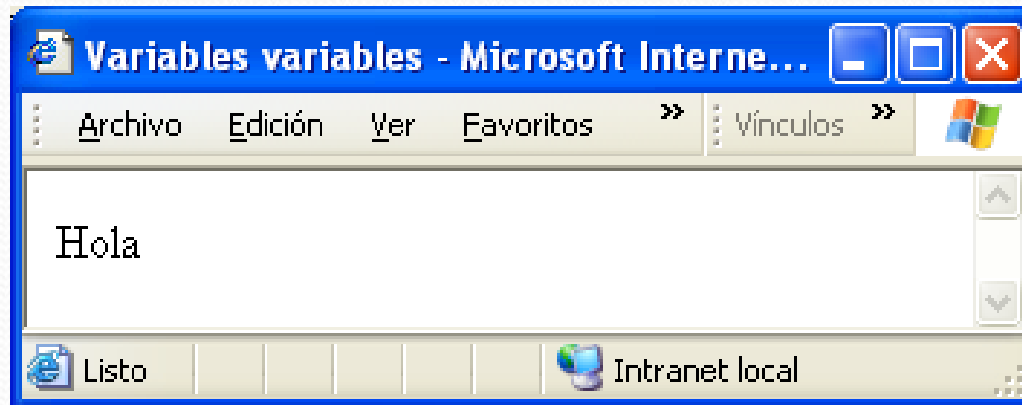 Variables variables - Microsoft Interne...
Archivo Edición Ver Favoritos » Vínculos »
Hola
Listo Intranet local